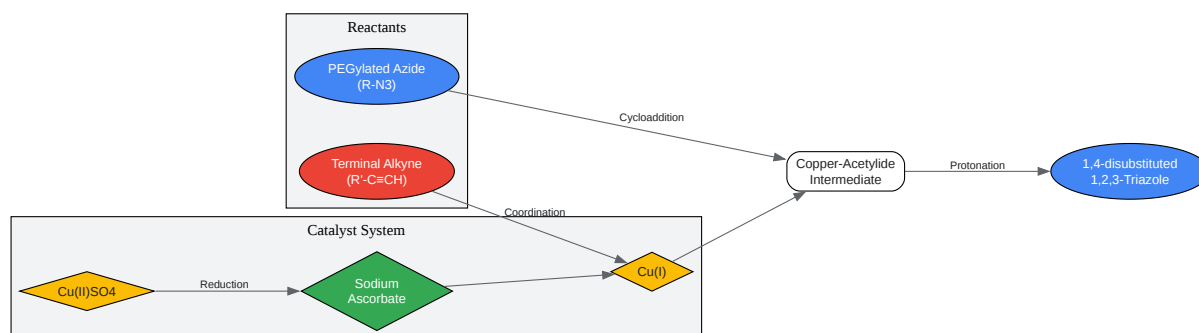 Reactants
PEGylated Azide
(R-N3)
Cycloaddition
Terminal Alkyne
(R'-C≡CH)
Copper-Acetylide
Intermediate
Protonation
1,4-disubstituted
1,2,3-Triazole
Coordination
Catalyst System
Cu(II)SO4
Reduction
Sodium
Ascorbate
Cu(I)